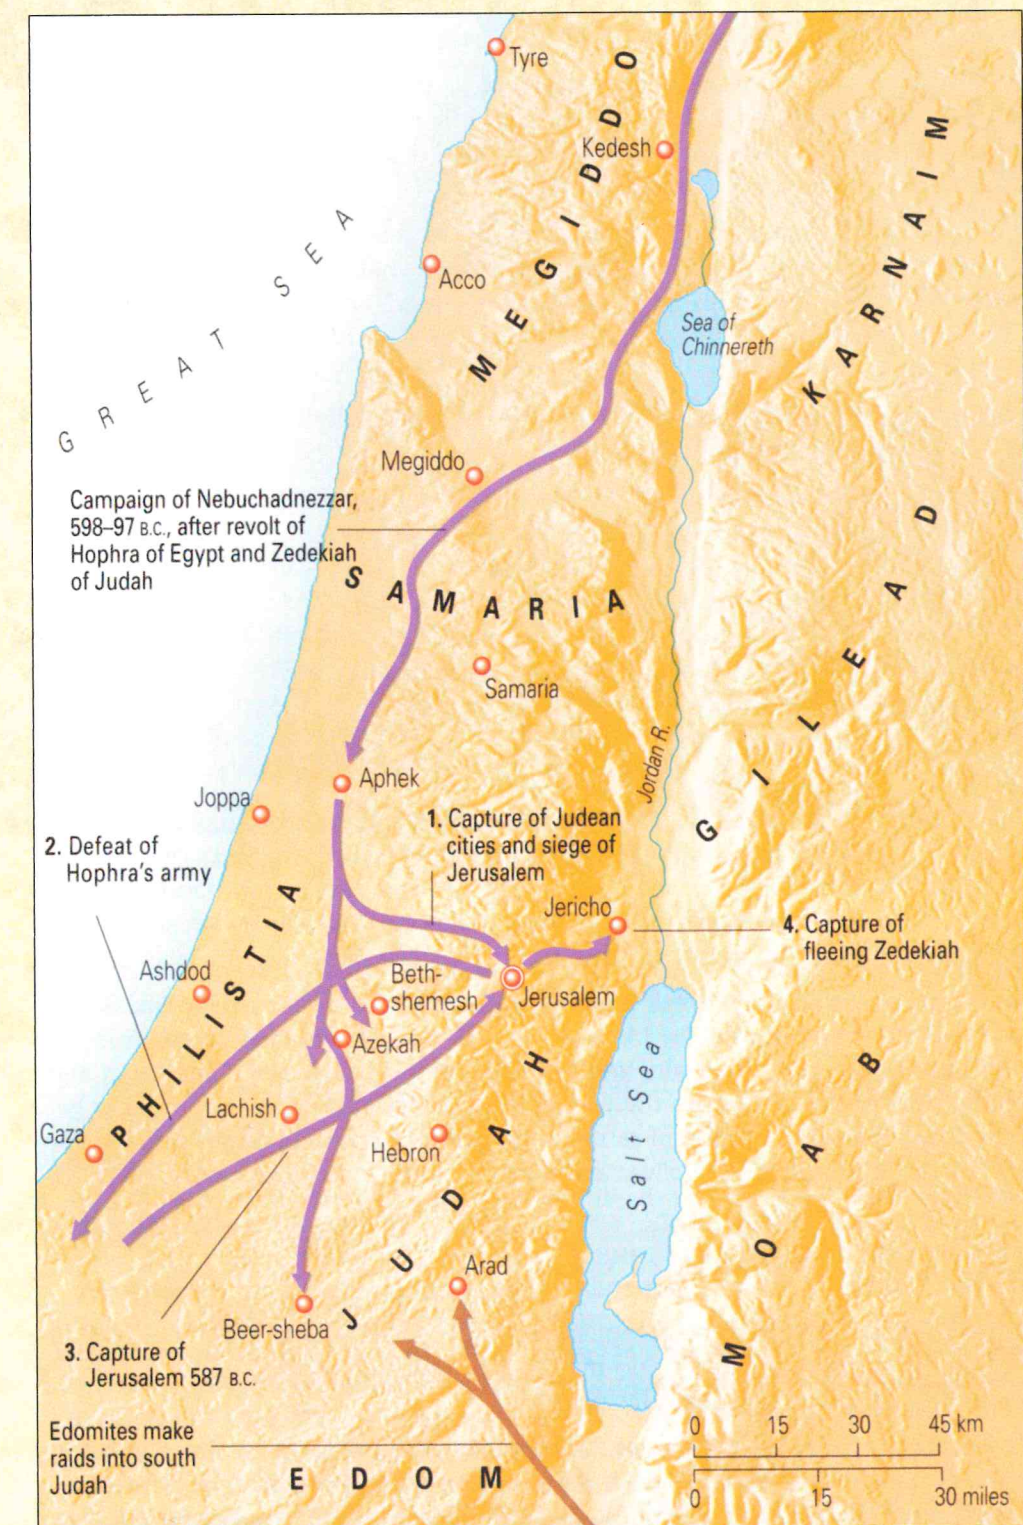 Tyre
MEGIDDO
Kedesh
KARNAIM
GREAT SEA
Acco
Sea of
Chinnereth
Megiddo
Campaign of Nebuchadnezzar,
598–97 B.C., after revolt of
Hophra of Egypt and Zedekiah
of Judah
SAMARIA
GILEAD
Samaria
Jordan R.
Aphek
Joppa
1. Capture of Judean
cities and siege of
Jerusalem
2. Defeat of
Hophra's army
PHILISTIA
Jericho
4. Capture of
fleeing Zedekiah
Ashdod
Beth-
shemesh
Jerusalem
Azekah
Salt Sea
MOAB
Lachish
Gaza
Hebron
JUDAH
Arad
Beer-sheba
3. Capture of
Jerusalem 587 B.C.
Edomites make
raids into south
Judah
EDOM
0 15 30 45 km
0 15 30 miles